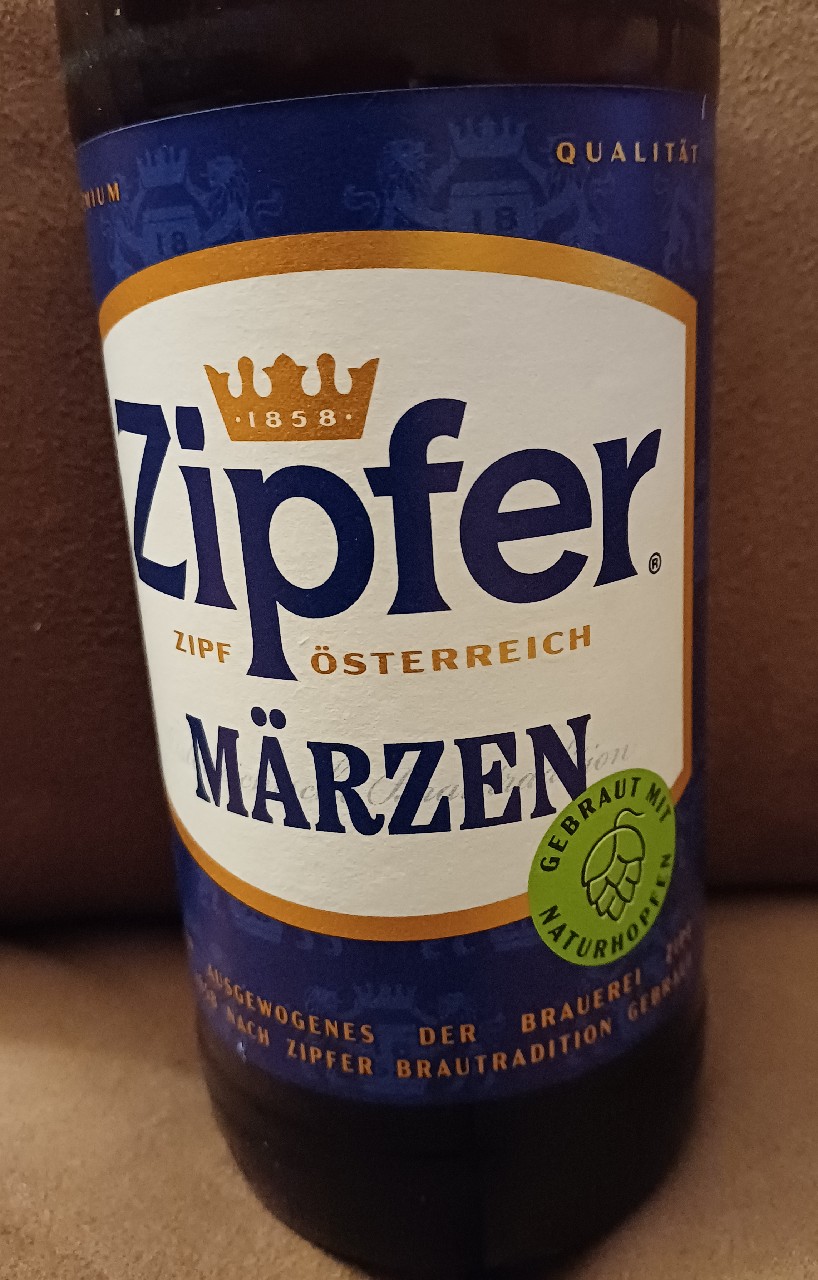 QUALITÄT
·1858·
Zipfer®
ZIPF ÖSTERREICH
MÄRZEN
GEBRAUT MIT
NATURHOPFEN
AUSGEWOGENES DER BRAUEREI
NACH ZIPFER BRAUTRADITION